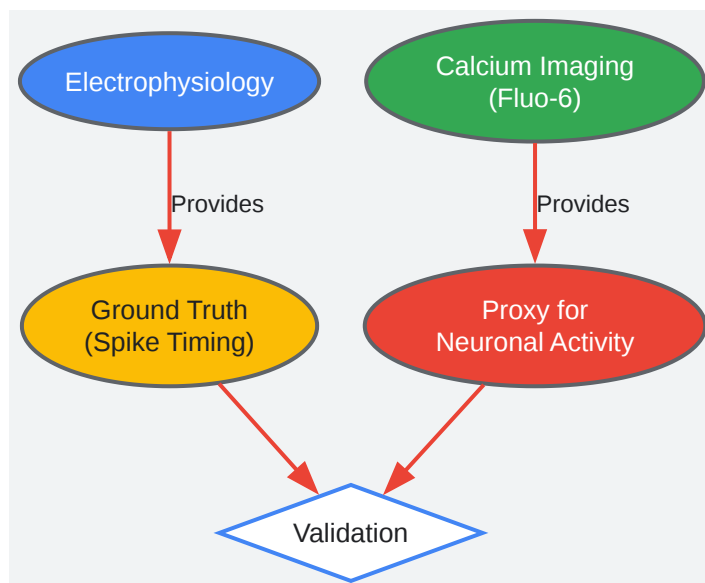 Electrophysiology
Calcium Imaging
(Fluo-6)
Provides
Provides
Ground Truth
(Spike Timing)
Proxy for
Neuronal Activity
Validation